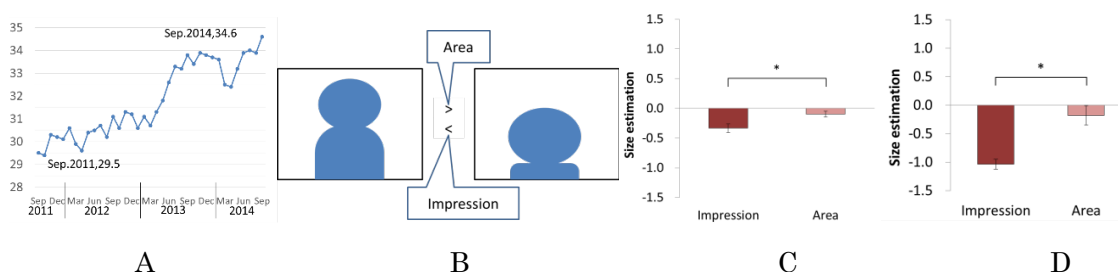 35
34
33
32
31
30
29
28
Sep.2014,34.6
Sep.2011,29.5
Sep Dec Mar Jun Sep Dec Mar Jun Sep Dec Mar Jun Sep
2011 2012 2013 2014
A
Area
>
<
Impression
B
1.5
1.0
0.5
0.0
-0.5
-1.0
-1.5
Size estimation
*
Impression Area
C
1.5
1.0
0.5
0.0
-0.5
-1.0
-1.5
Size estimation
*
Impression Area
D